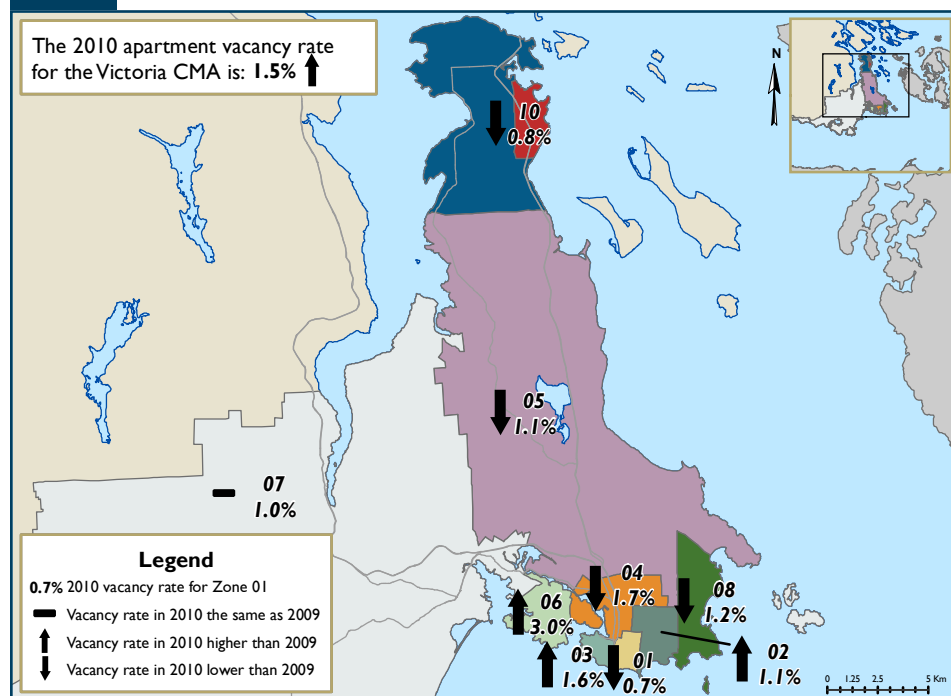 The 2010 apartment vacancy rate
for the Victoria CMA is: 1.5%
N
10
0.8%
05
1.1%
07
1.0%
04
1.7%
08
1.2%
06
3.0%
03
1.6%
01
0.7%
02
1.1%
Legend
0.7% 2010 vacancy rate for Zone 01
Vacancy rate in 2010 the same as 2009
Vacancy rate in 2010 higher than 2009
Vacancy rate in 2010 lower than 2009
0 1.25 2.5 5 Km